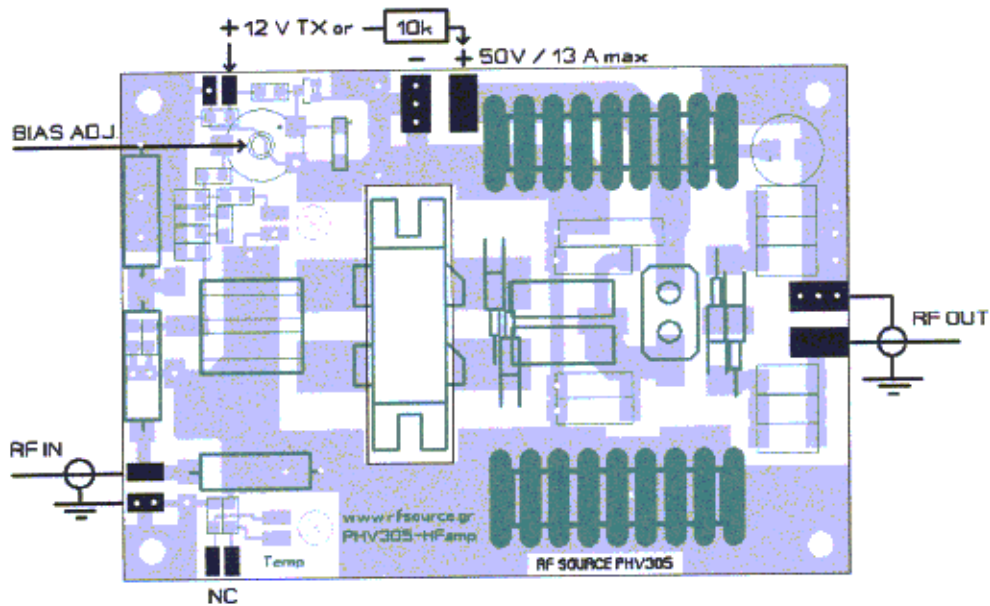 + 12 V TX or 10k
- + 50V / 13 A max
BIAS ADJ.
RF OUT
RF IN
www.rfsource.gr
PHV305-HFamp
Temp
RF SOURCE PHV305
NC